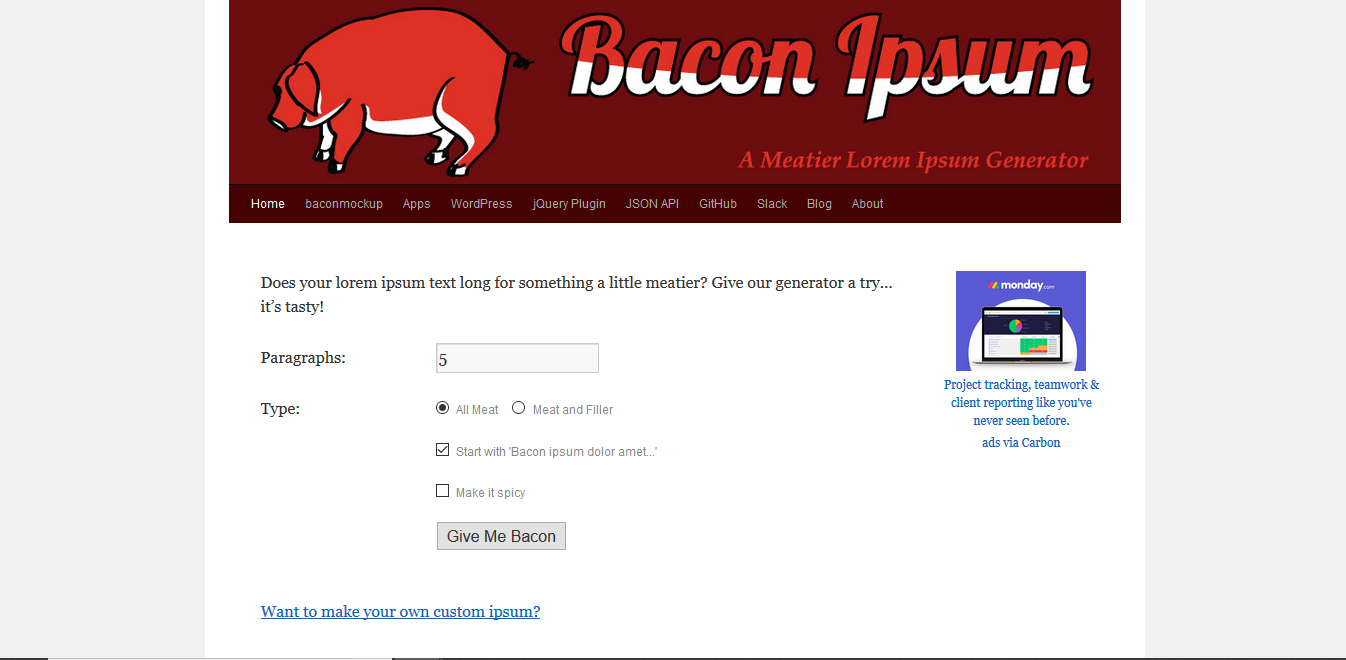 Bacon Ipsum
A Meatier Lorem Ipsum Generator
Home baconmockup Apps WordPress jQuery Plugin JSON API GitHub Slack Blog About
Does your lorem ipsum text long for something a little meatier? Give our generator a try…
it’s tasty!
Paragraphs: 5
Type: All Meat Meat and Filler
Start with 'Bacon ipsum dolor amet...'
Make it spicy
Give Me Bacon
Want to make your own custom ipsum?
monday.com
Project tracking, teamwork &
client reporting like you've
never seen before.
ads via Carbon